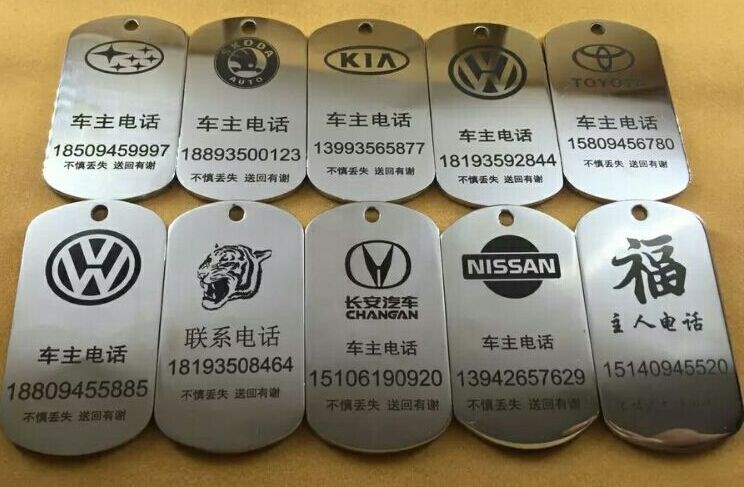 SKODA
AUTO
KIA
TOYOTA
车主电话
18509459997
不慎丢失 送回有谢
车主电话
18893500123
不慎丢失 送回有谢
车主电话
13993565877
不慎丢失 送回有谢
车主电话
18193592844
不慎丢失 送回有谢
车主电话
15809456780
不慎丢失 送回有谢
车主电话
18809455885
不慎丢失 送回有谢
联系电话
18193508464
不慎丢失 送回有谢
长安汽车
CHANGAN
车主电话
15106190920
不慎丢失 送回有谢
NISSAN
车主电话
13942657629
不慎丢失 送回有谢
福
主人电话
15140945520